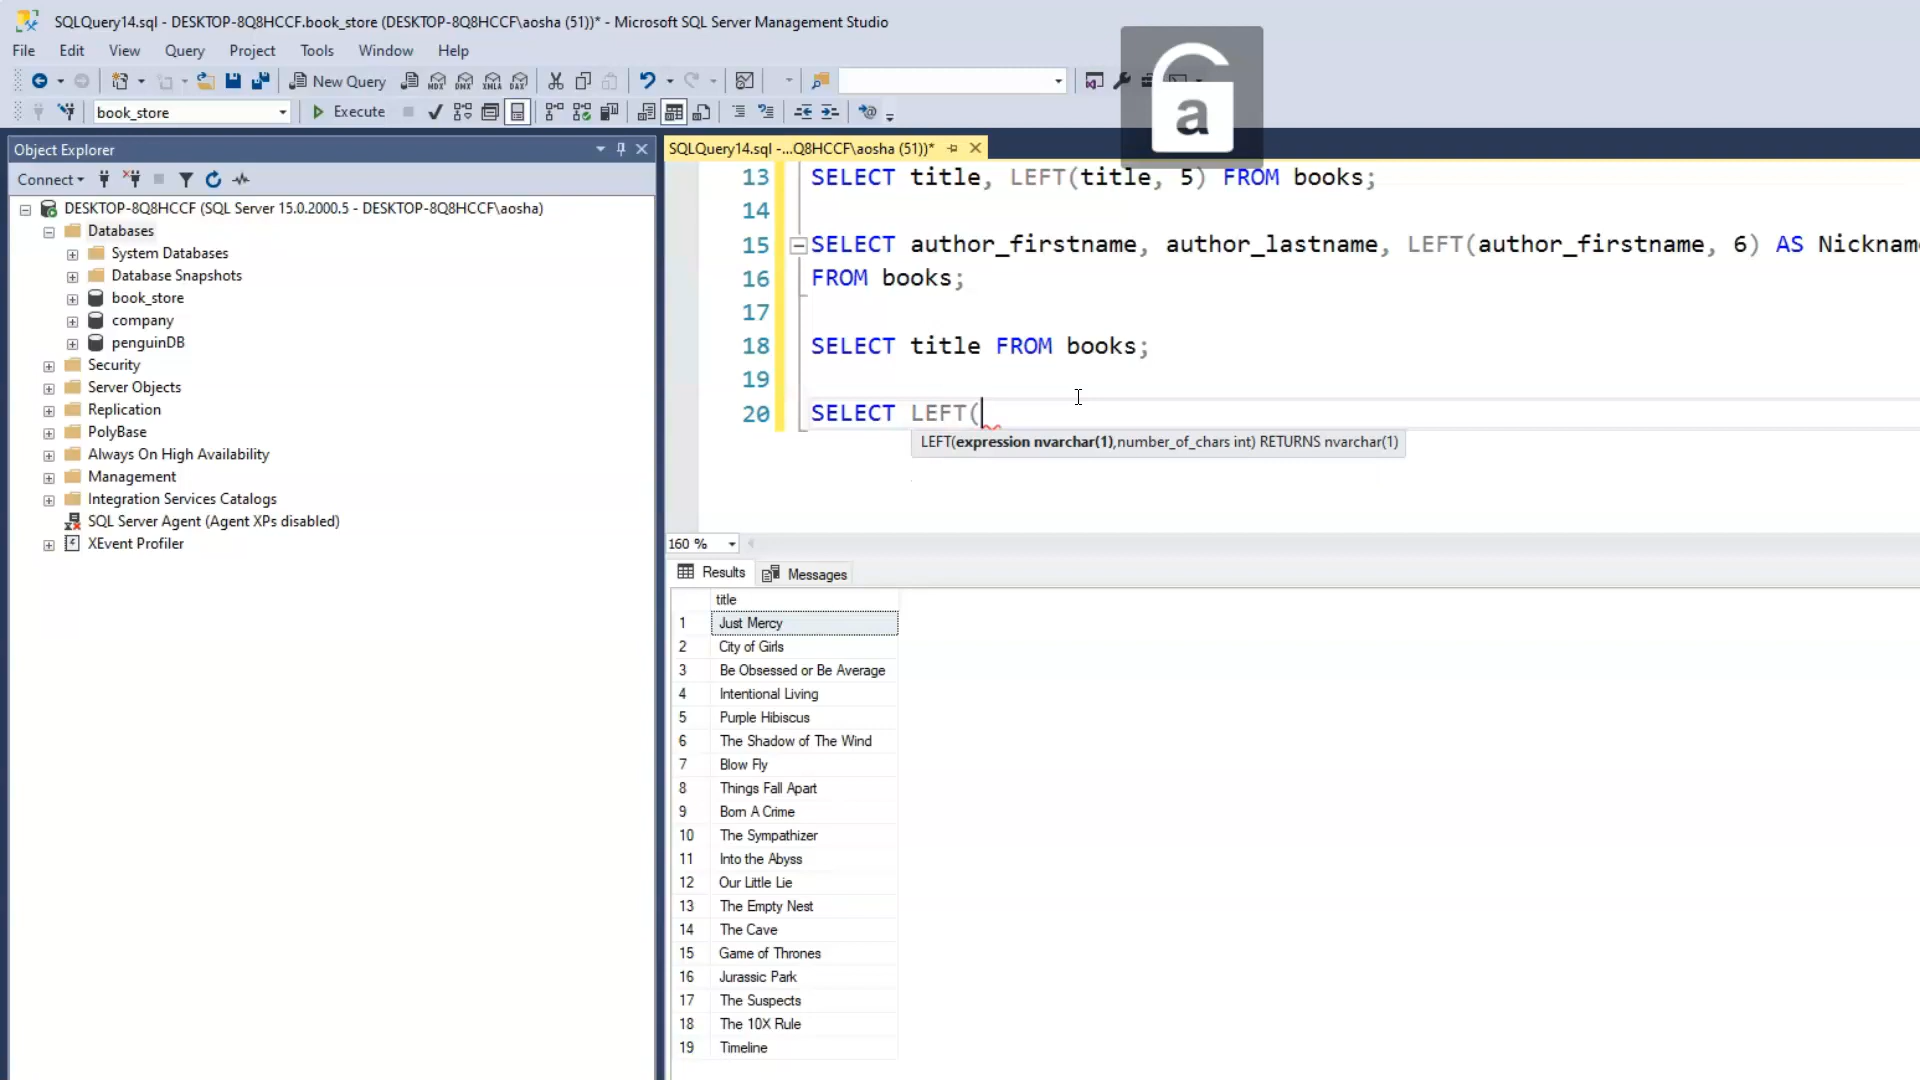 SQLQuery14.sql - DESKTOP-8Q8HCCF.book_store (DESKTOP-8Q8HCCF\aosha (51))* - Microsoft SQL Server Management Studio
File Edit View Query Project Tools Window Help
New Query MDX DMX XMLA DAX
book_store Execute
a
Object Explorer
Connect
DESKTOP-8Q8HCCF (SQL Server 15.0.2000.5 - DESKTOP-8Q8HCCF\aosha)
Databases
System Databases
Database Snapshots
book_store
company
penguinDB
Security
Server Objects
Replication
PolyBase
Always On High Availability
Management
Integration Services Catalogs
SQL Server Agent (Agent XPs disabled)
XEvent Profiler
SQLQuery14.sql -...Q8HCCF\aosha (51))*
13 SELECT title, LEFT(title, 5) FROM books;
14
15 SELECT author_firstname, author_lastname, LEFT(author_firstname, 6) AS Nicknam
16 FROM books;
17
18 SELECT title FROM books;
19
20 SELECT LEFT(
LEFT(expression nvarchar(1),number_of_chars int) RETURNS nvarchar(1)
160 %
Results Messages
title
1 Just Mercy
2 City of Girls
3 Be Obsessed or Be Average
4 Intentional Living
5 Purple Hibiscus
6 The Shadow of The Wind
7 Blow Fly
8 Things Fall Apart
9 Born A Crime
10 The Sympathizer
11 Into the Abyss
12 Our Little Lie
13 The Empty Nest
14 The Cave
15 Game of Thrones
16 Jurassic Park
17 The Suspects
18 The 10X Rule
19 Timeline